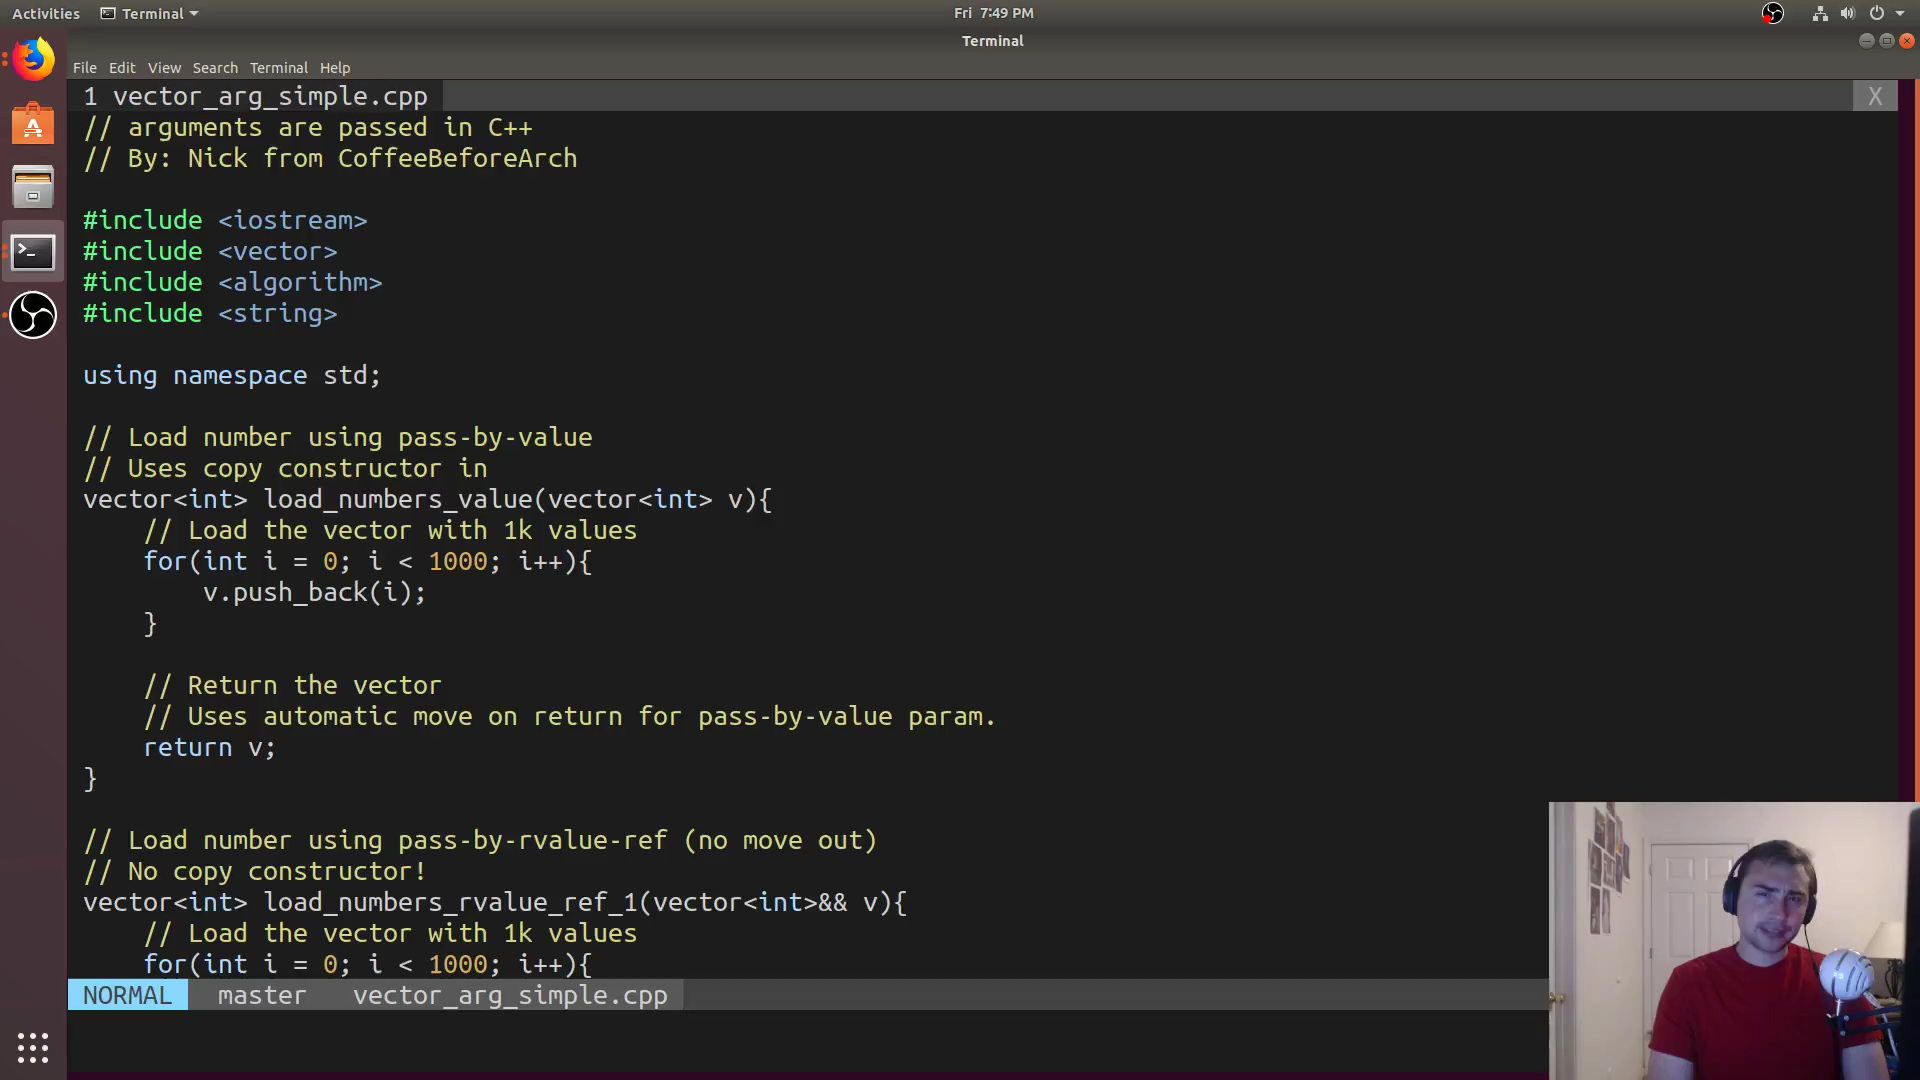 Activities
Terminal
Fri 7:49 PM
Terminal
File Edit View Search Terminal Help
1 vector_arg_simple.cpp X
// arguments are passed in C++
// By: Nick from CoffeeBeforeArch
#include <iostream>
#include <vector>
#include <algorithm>
#include <string>
using namespace std;
// Load number using pass-by-value
// Uses copy constructor in
vector<int> load_numbers_value(vector<int> v){
// Load the vector with 1k values
for(int i = 0; i < 1000; i++){
v.push_back(i);
}
// Return the vector
// Uses automatic move on return for pass-by-value param.
return v;
}
// Load number using pass-by-rvalue-ref (no move out)
// No copy constructor!
vector<int> load_numbers_rvalue_ref_1(vector<int>&& v){
// Load the vector with 1k values
for(int i = 0; i < 1000; i++){
NORMAL master vector_arg_simple.cpp